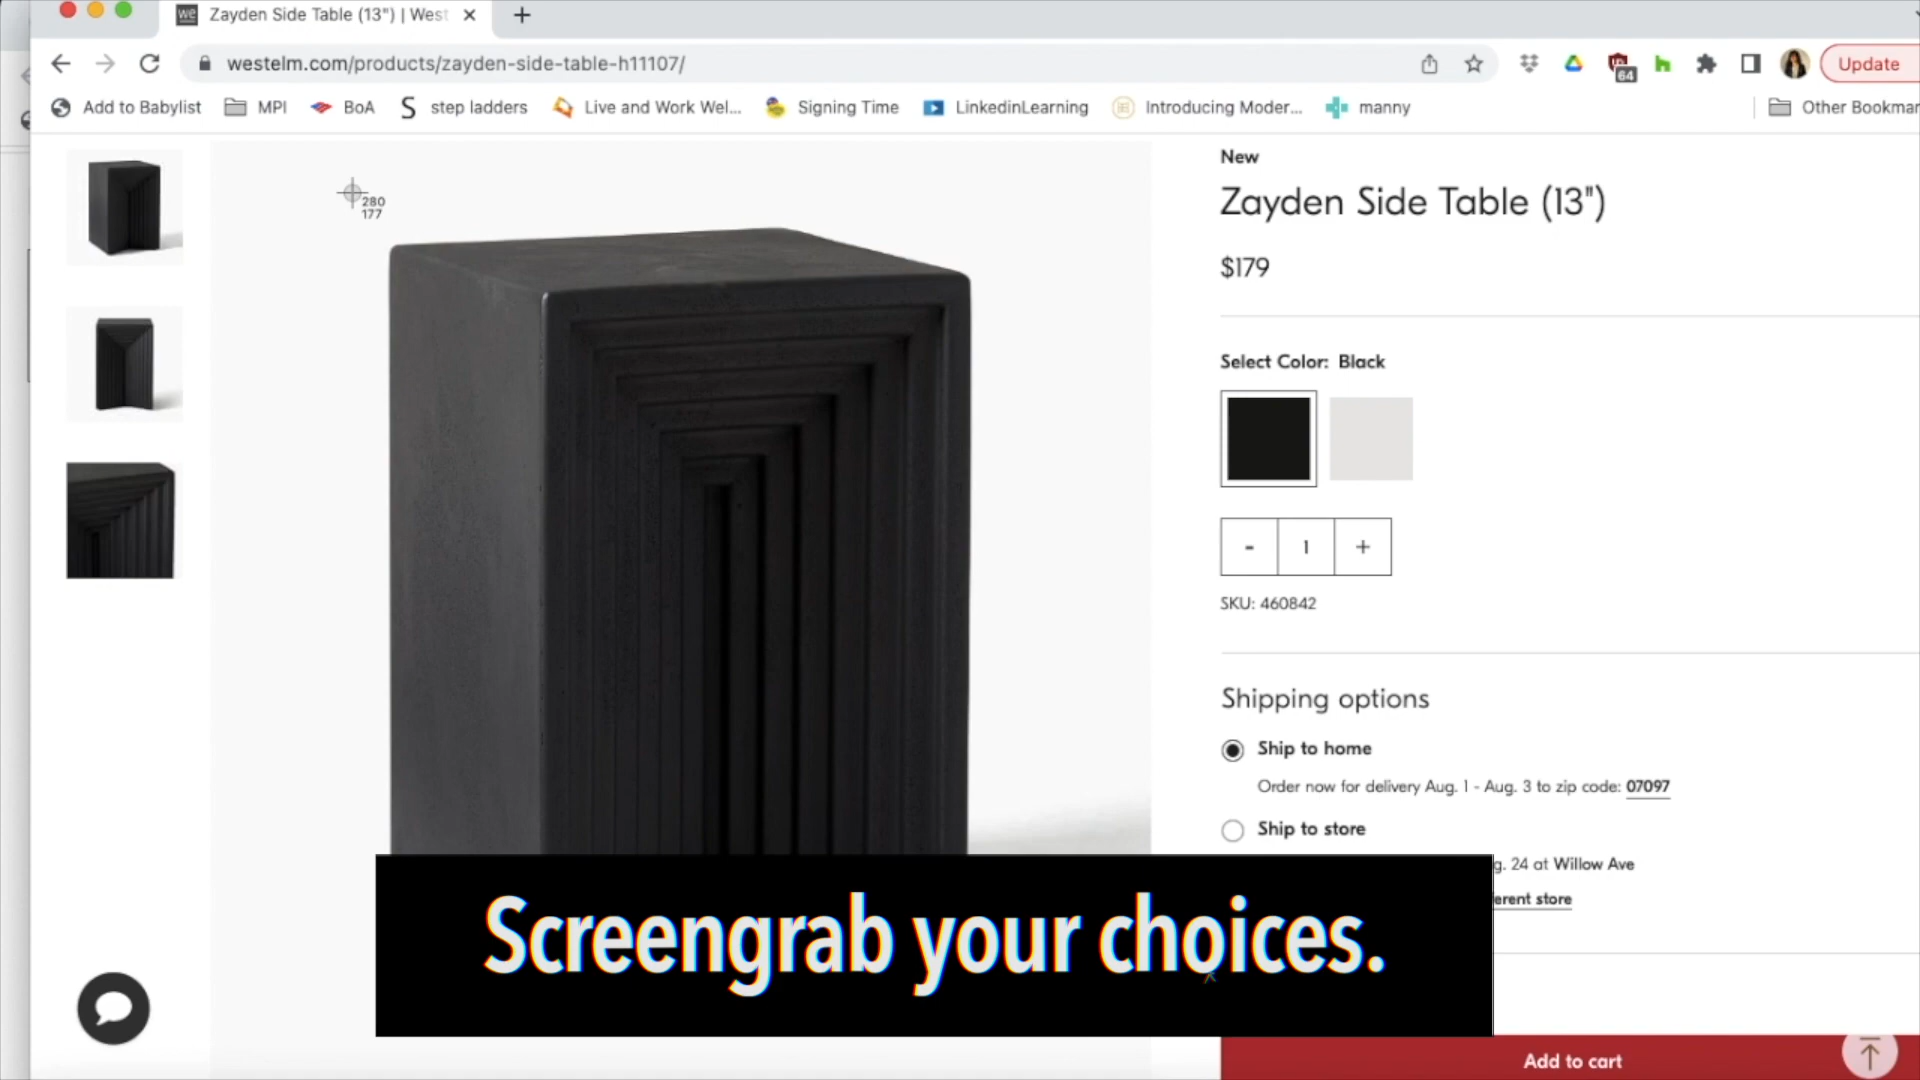 we Zayden Side Table (13") | West
westelm.com/products/zayden-side-table-h11107/
64
Update
Add to Babylist
MPI
BoA
step ladders
Live and Work Wel...
Signing Time
LinkedinLearning
Introducing Moder...
manny
Other Bookmar
280
177
New
Zayden Side Table (13")
$179
Select Color: Black
- 1 +
SKU: 460842
Shipping options
Ship to home
Order now for delivery Aug. 1 - Aug. 3 to zip code: 07097
Ship to store
g. 24 at Willow Ave
erent store
Screengrab your choices.
Add to cart